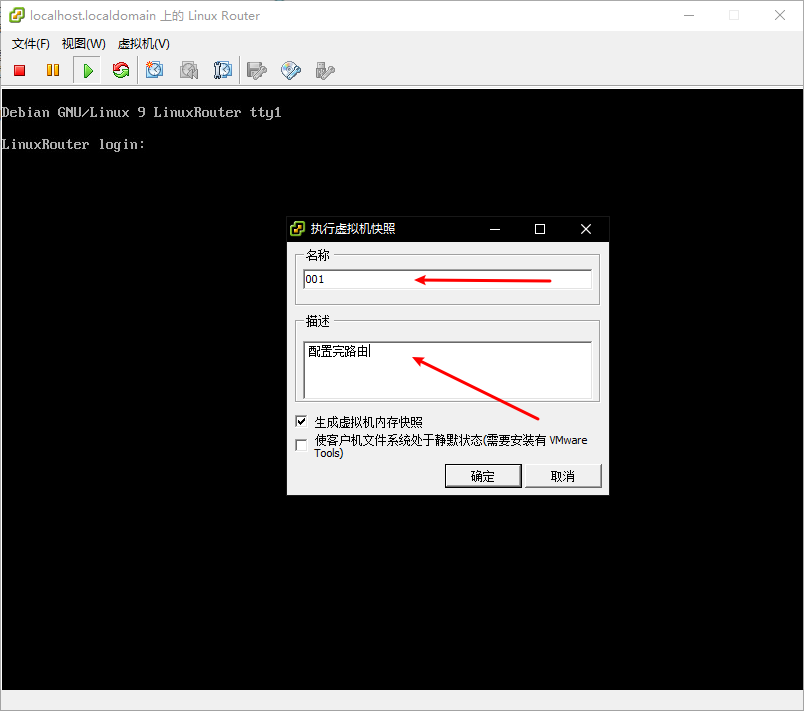 localhost.localdomain 上的 Linux Router
文件(F) 视图(W) 虚拟机(V)
Debian GNU/Linux 9 LinuxRouter tty1
LinuxRouter login:
执行虚拟机快照
名称
001
描述
配置完路由
生成虚拟机内存快照
使客户机文件系统处于静默状态(需要安装有 VMware
Tools)
确定 取消